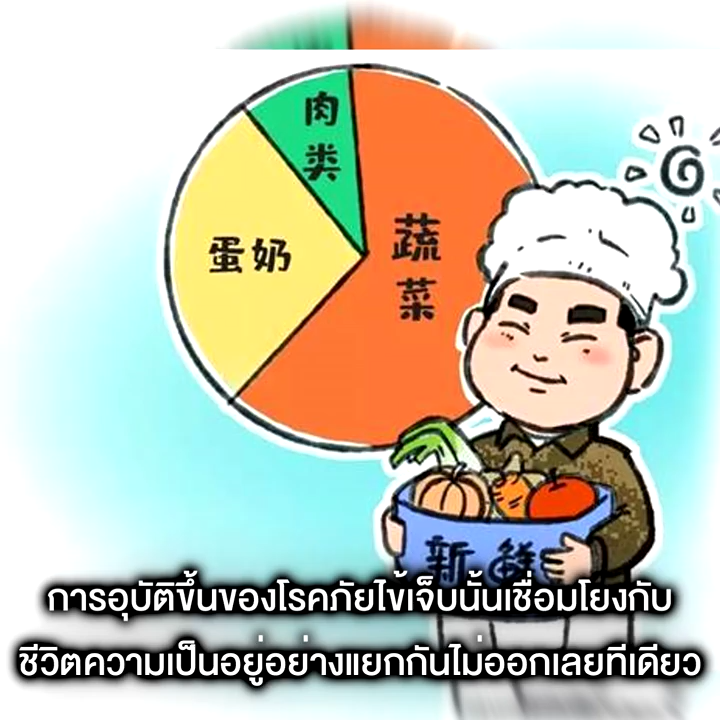 肉类
蛋奶
蔬菜
新鲜
การอุบัติขึ้นของโรคภัยไข้เจ็บนั้นเชื่อมโยงกับ
ชีวิตความเป็นอยู่อย่างแยกกันไม่ออกเลยทีเดียว